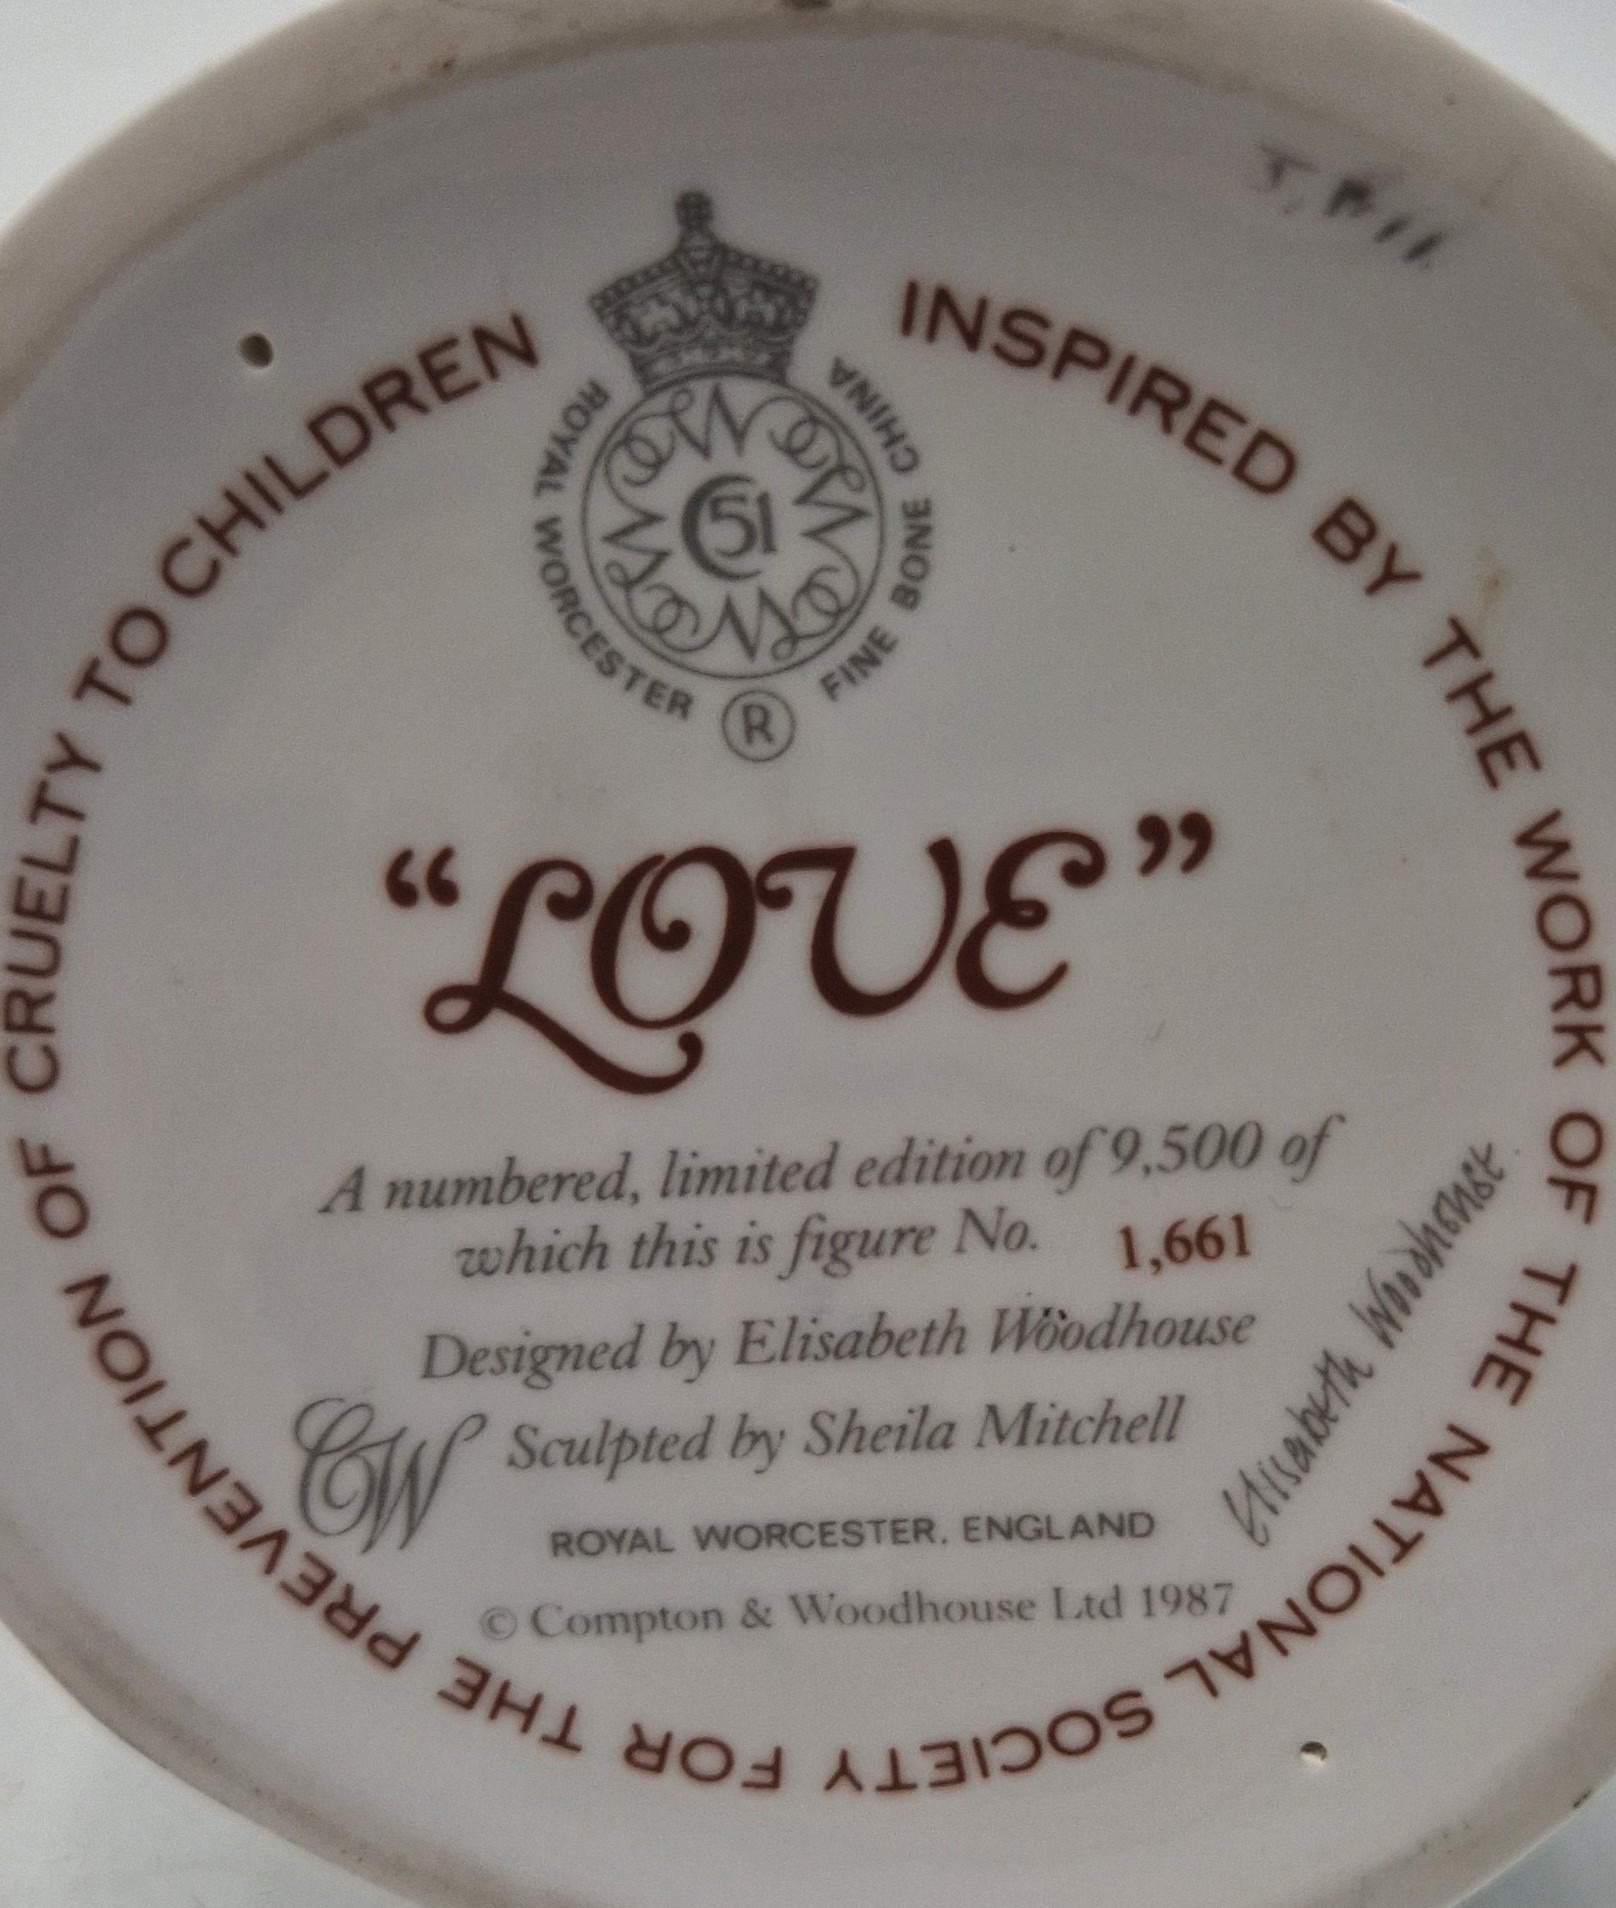 INSPIRED BY THE WORK OF THE NATIONAL SOCIETY FOR THE PREVENTION OF CRUELTY TO CHILDREN
ROYAL WORCESTER FINE BONE CHINA
51
®
“LOVE”
A numbered, limited edition of 9,500 of
which this is figure No. 1,661
Designed by Elisabeth Woodhouse
CW Sculpted by Sheila Mitchell
ROYAL WORCESTER. ENGLAND
© Compton & Woodhouse Ltd 1987
Elisabeth Woodhouse